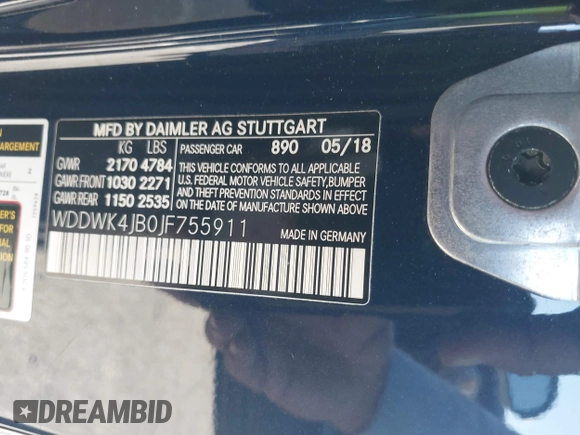 MFD BY DAIMLER AG STUTTGART
KG LBS
GVWR 2170 4784
GAWR FRONT 1030 2271
GAWR REAR 1150 2535
PASSENGER CAR 890 05/18
THIS VEHICLE CONFORMS TO ALL APPLICABLE
U.S. FEDERAL MOTOR VEHICLE SAFETY, BUMPER
AND THEFT PREVENTION STANDARDS IN EFFECT
ON THE DATE OF MANUFACTURE SHOWN ABOVE
WDDWK4JB0JF755911
MADE IN GERMANY
DREAMBID